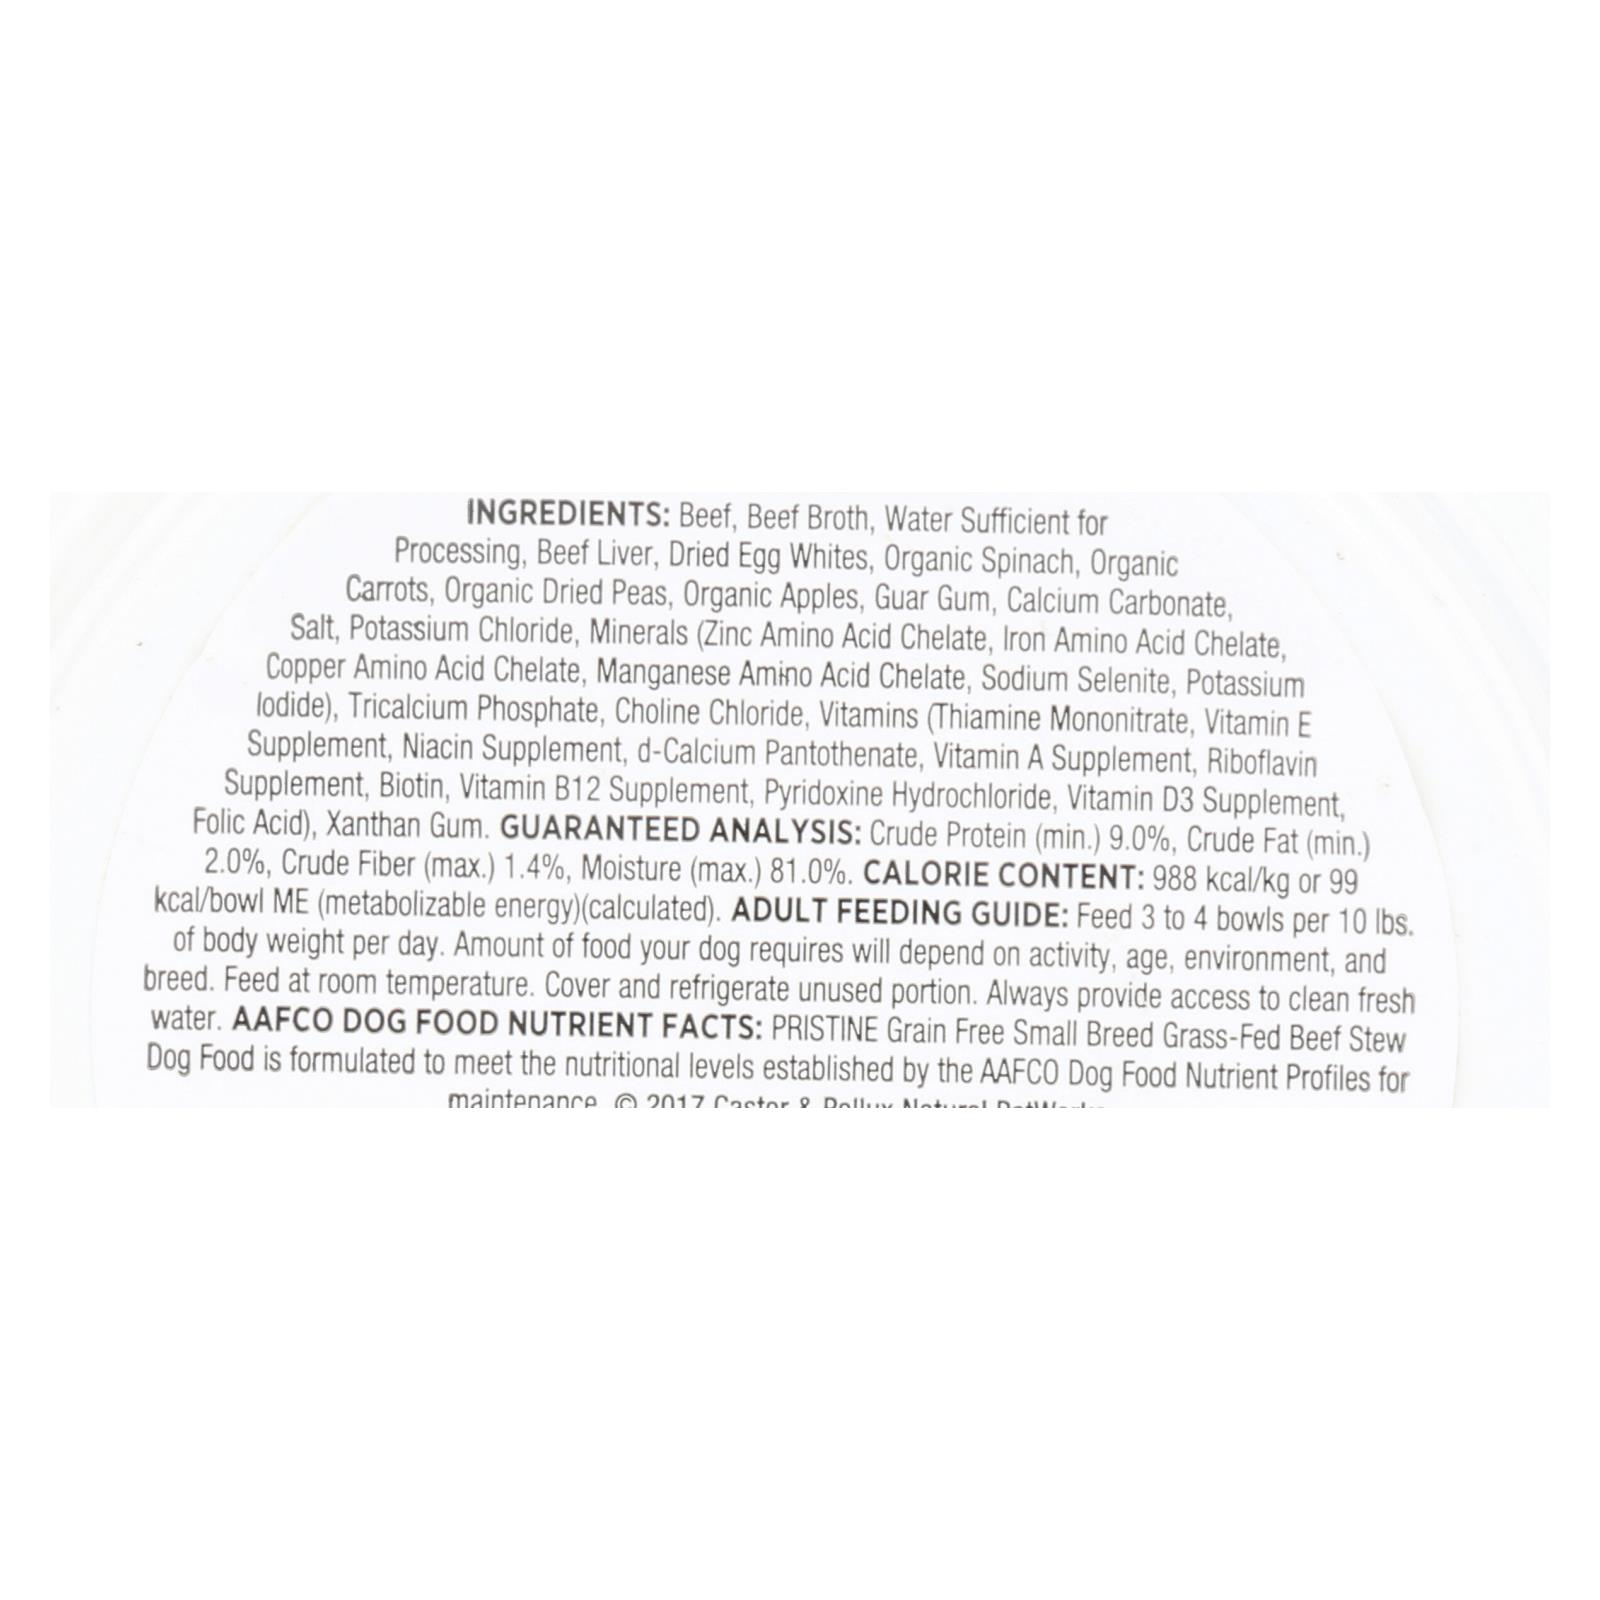 INGREDIENTS: Beef, Beef Broth, Water Sufficient for
Processing, Beef Liver, Dried Egg Whites, Organic Spinach, Organic
Carrots, Organic Dried Peas, Organic Apples, Guar Gum, Calcium Carbonate,
Salt, Potassium Chloride, Minerals (Zinc Amino Acid Chelate, Iron Amino Acid Chelate,
Copper Amino Acid Chelate, Manganese Amino Acid Chelate, Sodium Selenite, Potassium
Iodide), Tricalcium Phosphate, Choline Chloride, Vitamins (Thiamine Mononitrate, Vitamin E
Supplement, Niacin Supplement, d-Calcium Pantothenate, Vitamin A Supplement, Riboflavin
Supplement, Biotin, Vitamin B12 Supplement, Pyridoxine Hydrochloride, Vitamin D3 Supplement,
Folic Acid), Xanthan Gum. GUARANTEED ANALYSIS: Crude Protein (min.) 9.0%, Crude Fat (min.)
2.0%, Crude Fiber (max.) 1.4%, Moisture (max.) 81.0%. CALORIE CONTENT: 988 kcal/kg or 99
kcal/bowl ME (metabolizable energy)(calculated). ADULT FEEDING GUIDE: Feed 3 to 4 bowls per 10 lbs.
of body weight per day. Amount of food your dog requires will depend on activity, age, environment, and
breed. Feed at room temperature. Cover and refrigerate unused portion. Always provide access to clean fresh
water. AAFCO DOG FOOD NUTRIENT FACTS: PRISTINE Grain Free Small Breed Grass-Fed Beef Stew
Dog Food is formulated to meet the nutritional levels established by the AAFCO Dog Food Nutrient Profiles for
maintenance. © 2017 Castor & Pollux Natural PetWorks